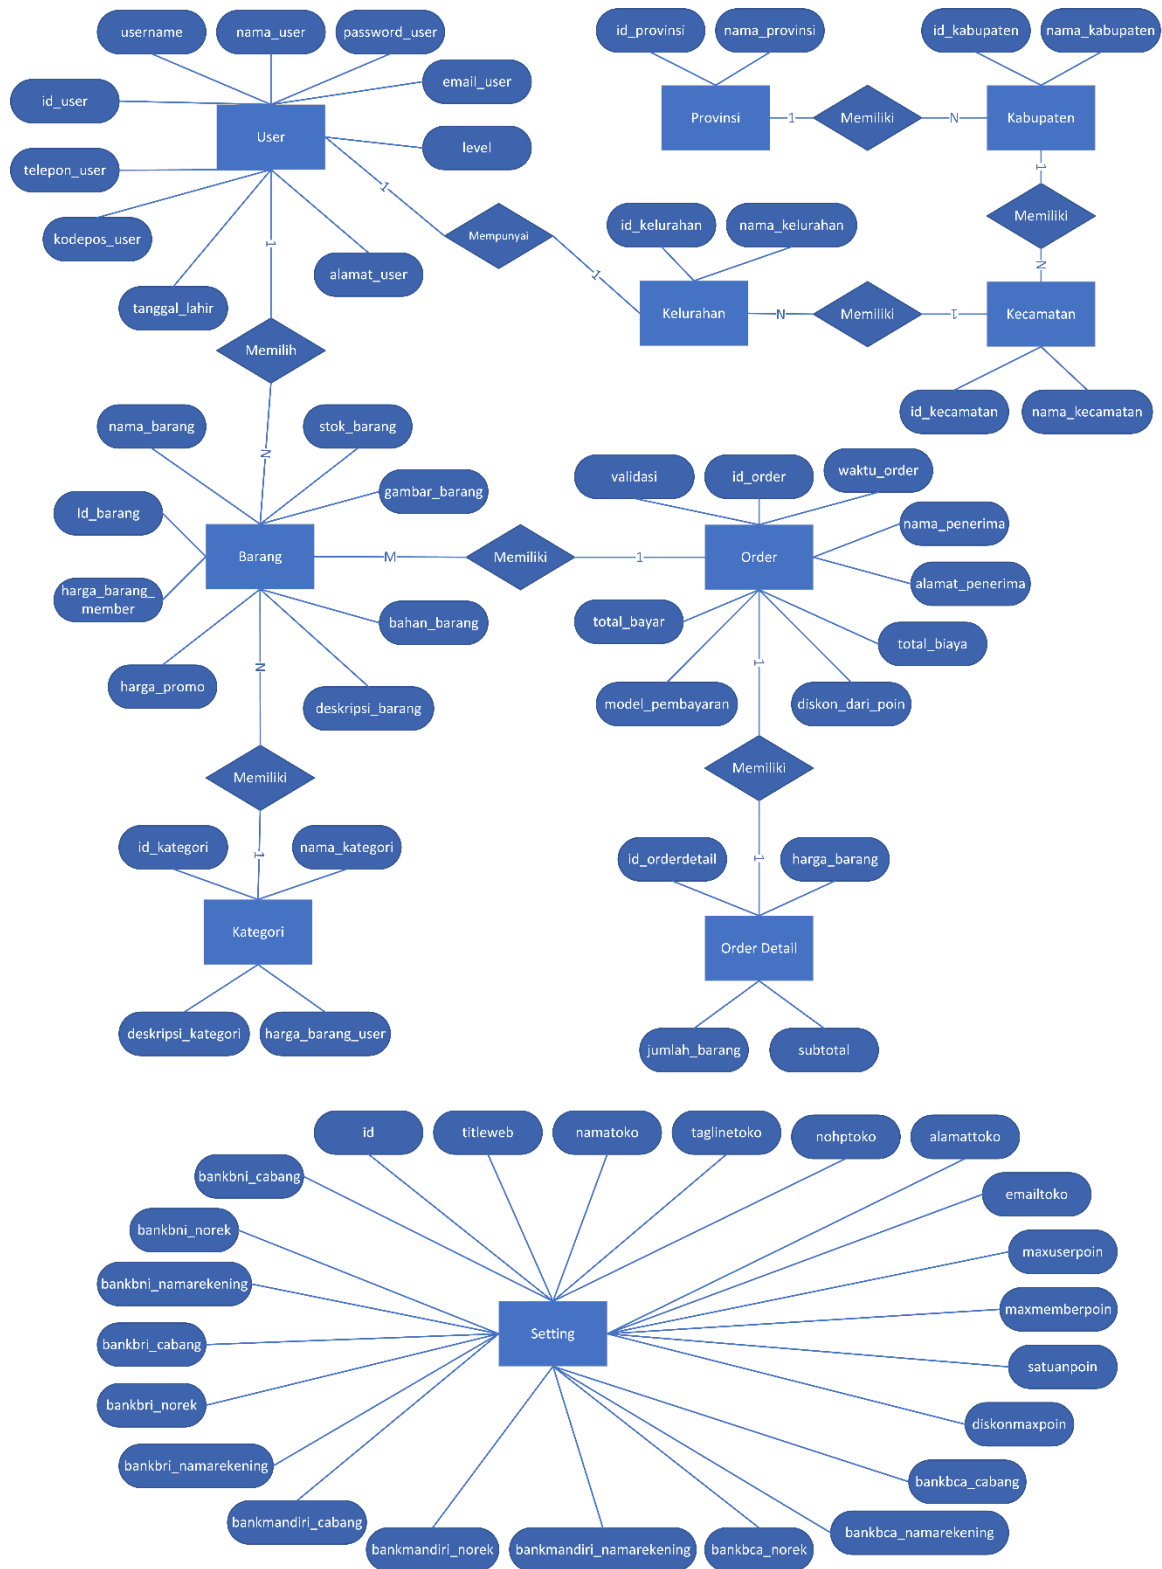 username
nama_user
password_user
email_user
id_user
User
level
telepon_user
kodepos_user
tanggal_lahir
alamat_user
1
1
Mempunyai
1
Memilih
N
id_provinsi
nama_provinsi
id_kabupaten
nama_kabupaten
Provinsi
1
Memiliki
N
Kabupaten
1
Memiliki
N
id_kelurahan
nama_kelurahan
Kelurahan
N
Memiliki
1
Kecamatan
id_kecamatan
nama_kecamatan
nama_barang
stok_barang
gambar_barang
Id_barang
Barang
harga_barang_
member
bahan_barang
harga_promo
deskripsi_barang
M
Memiliki
1
validasi
id_order
waktu_order
nama_penerima
Order
alamat_penerima
total_bayar
total_biaya
model_pembayaran
diskon_dari_poin
N
Memiliki
1
id_kategori
nama_kategori
Kategori
deskripsi_kategori
harga_barang_user
1
Memiliki
1
id_orderdetail
harga_barang
Order Detail
jumlah_barang
subtotal
id
titleweb
namatoko
taglinetoko
nohptoko
alamattoko
bankbni_cabang
emailtoko
bankbni_norek
maxuserpoin
bankbni_namarekening
maxmemberpoin
Setting
bankbri_cabang
satuanpoin
bankbri_norek
diskonmaxpoin
bankbri_namarekening
bankbca_cabang
bankmandiri_cabang
bankbca_namarekening
bankmandiri_norek
bankmandiri_namarekening
bankbca_norek